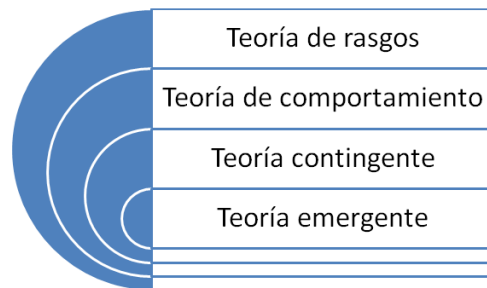 Teoría de rasgos
Teoría de comportamiento
Teoría contingente
Teoría emergente